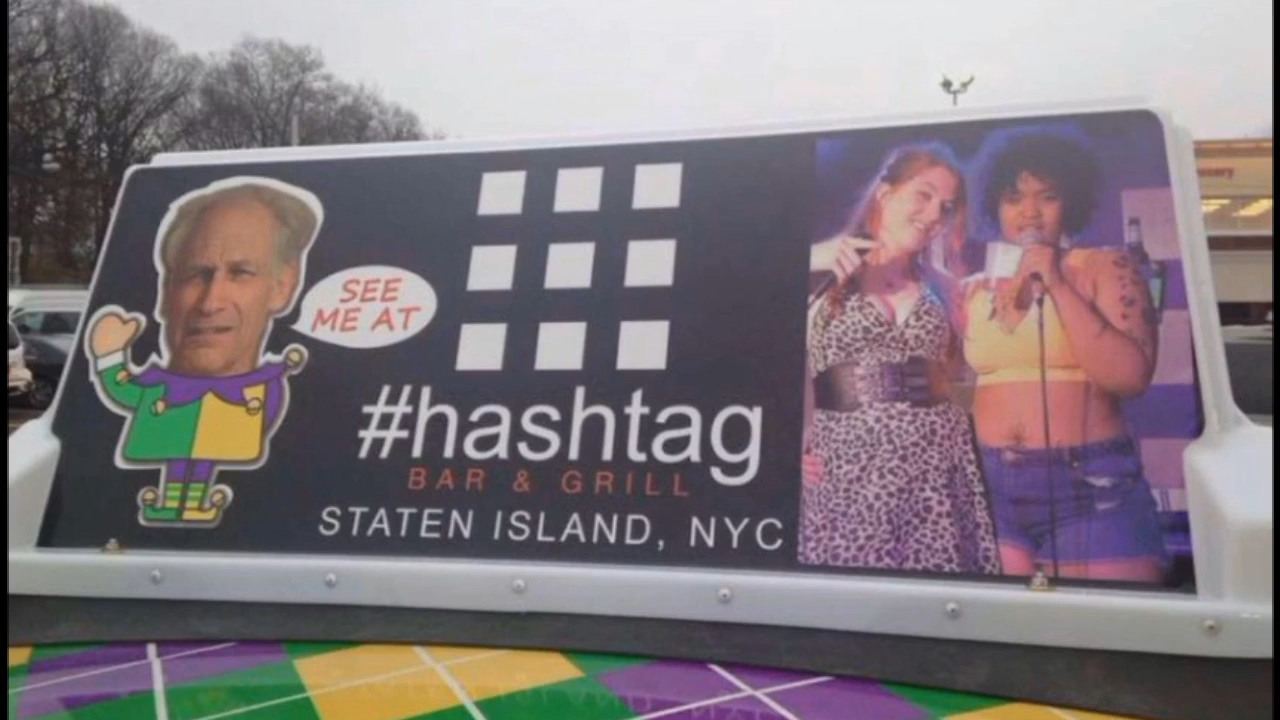 SEE
ME AT
#hashtag
BAR & GRILL
STATEN ISLAND, NYC